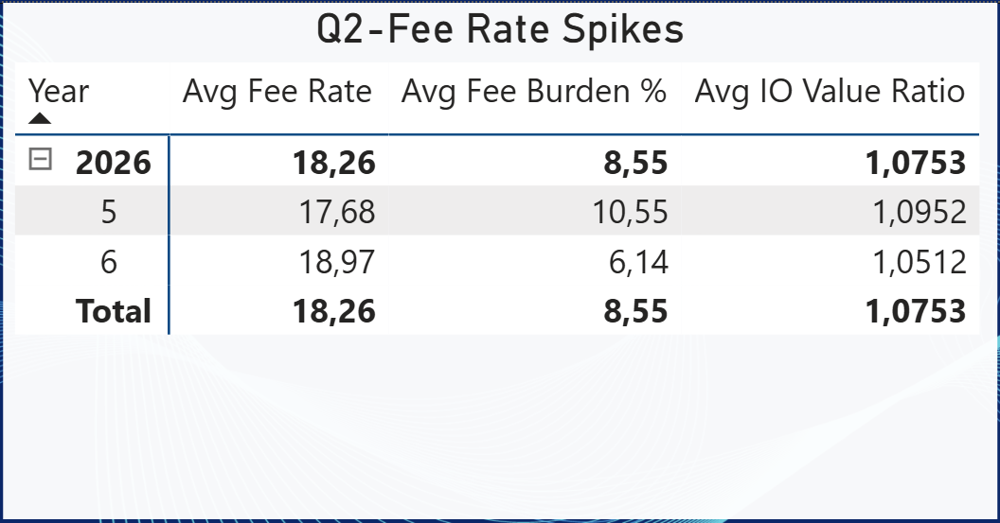 Q2-Fee Rate Spikes
Year Avg Fee Rate Avg Fee Burden % Avg IO Value Ratio
2026 18,26 8,55 1,0753
5 17,68 10,55 1,0952
6 18,97 6,14 1,0512
Total 18,26 8,55 1,0753